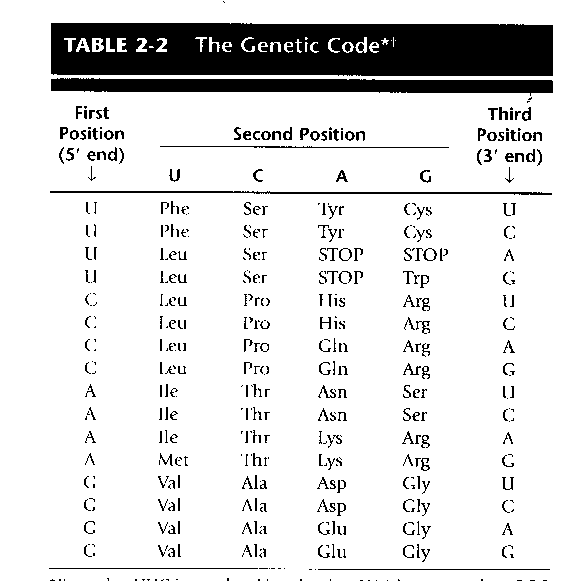 TABLE 2-2 The Genetic Code*†
First Position (5' end) ↓
Second Position
Third Position (3' end) ↓
U C A G
U Phe Ser Tyr Cys U
U Phe Ser Tyr Cys C
U Leu Ser STOP STOP A
U Leu Ser STOP Trp G
C Leu Pro His Arg U
C Leu Pro His Arg C
C Leu Pro Gln Arg A
C Leu Pro Gln Arg G
A Ile Thr Asn Ser U
A Ile Thr Asn Ser C
A Ile Thr Lys Arg A
A Met Thr Lys Arg G
G Val Ala Asp Gly U
G Val Ala Asp Gly C
G Val Ala Glu Gly A
G Val Ala Glu Gly G